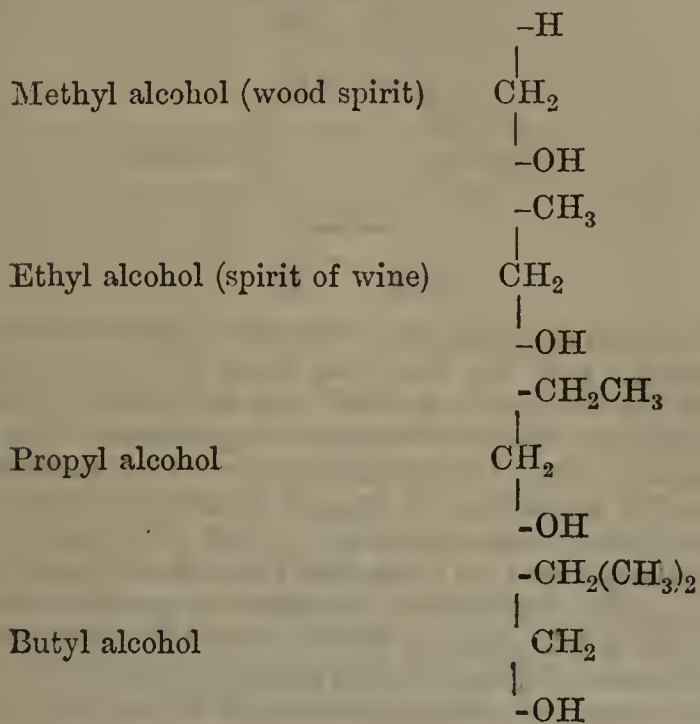 –H
|
Methyl alcohol (wood spirit) CH₂
|
–OH
–CH₃
|
Ethyl alcohol (spirit of wine) CH₂
|
–OH
–CH₂CH₃
|
Propyl alcohol CH₂
|
–OH
–CH₂(CH₃)₂
|
Butyl alcohol CH₂
|
–OH